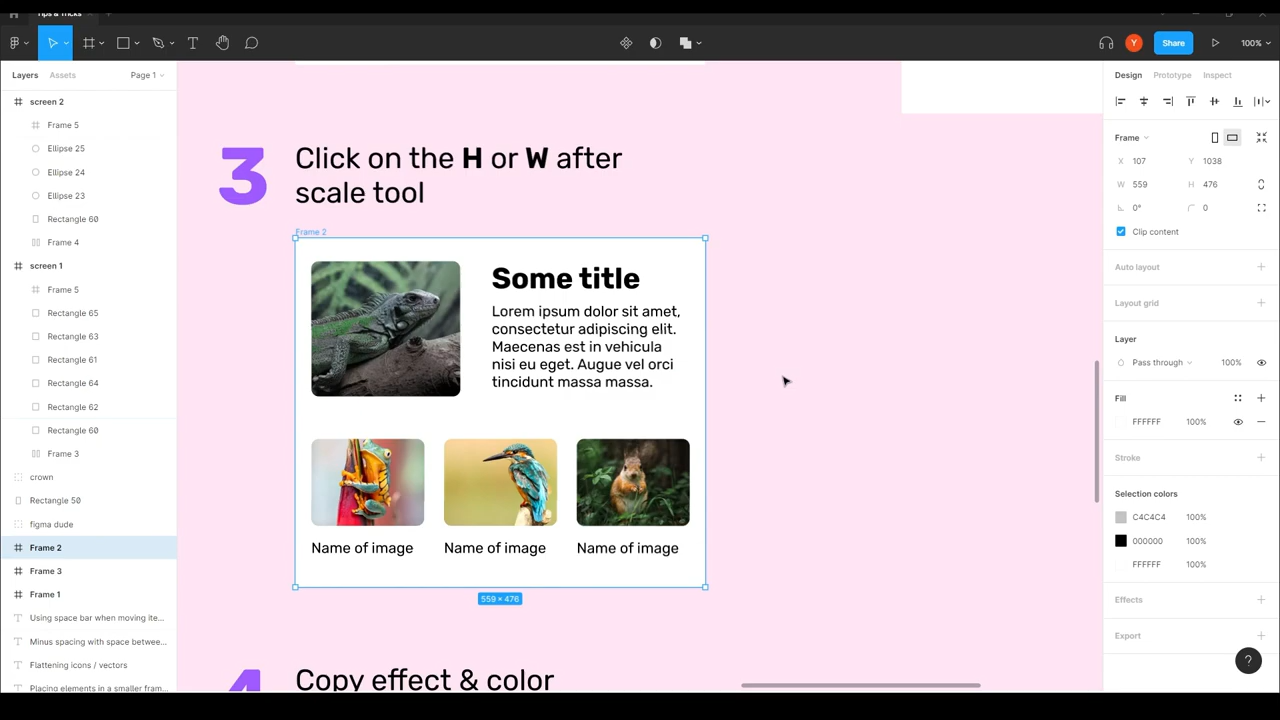 Tips & Tricks
Share
Y
100%
Layers
Assets
Page 1
screen 2
Frame 5
Ellipse 25
Ellipse 24
Ellipse 23
Rectangle 60
Frame 4
screen 1
Frame 5
Rectangle 65
Rectangle 63
Rectangle 61
Rectangle 64
Rectangle 62
Rectangle 60
Frame 3
crown
Rectangle 50
figma dude
Frame 2
Frame 3
Frame 1
Using space bar when moving ite...
Minus spacing with space betwee...
Flattening icons / vectors
Placing elements in a smaller fram...
3
Click on the H or W after
scale tool
Frame 2
Some title
Lorem ipsum dolor sit amet,
consectetur adipiscing elit.
Maecenas est in vehicula
nisi eu eget. Augue vel orci
tincidunt massa massa.
Name of image
Name of image
Name of image
559 × 476
4
Copy effect & color
Design
Prototype
Inspect
Frame
X 107
Y 1038
W 559
H 476
0°
0
Clip content
Auto layout
Layout grid
Layer
Pass through
100%
Fill
FFFFFF
100%
Stroke
Selection colors
C4C4C4
100%
000000
100%
FFFFFF
100%
Effects
Export
?